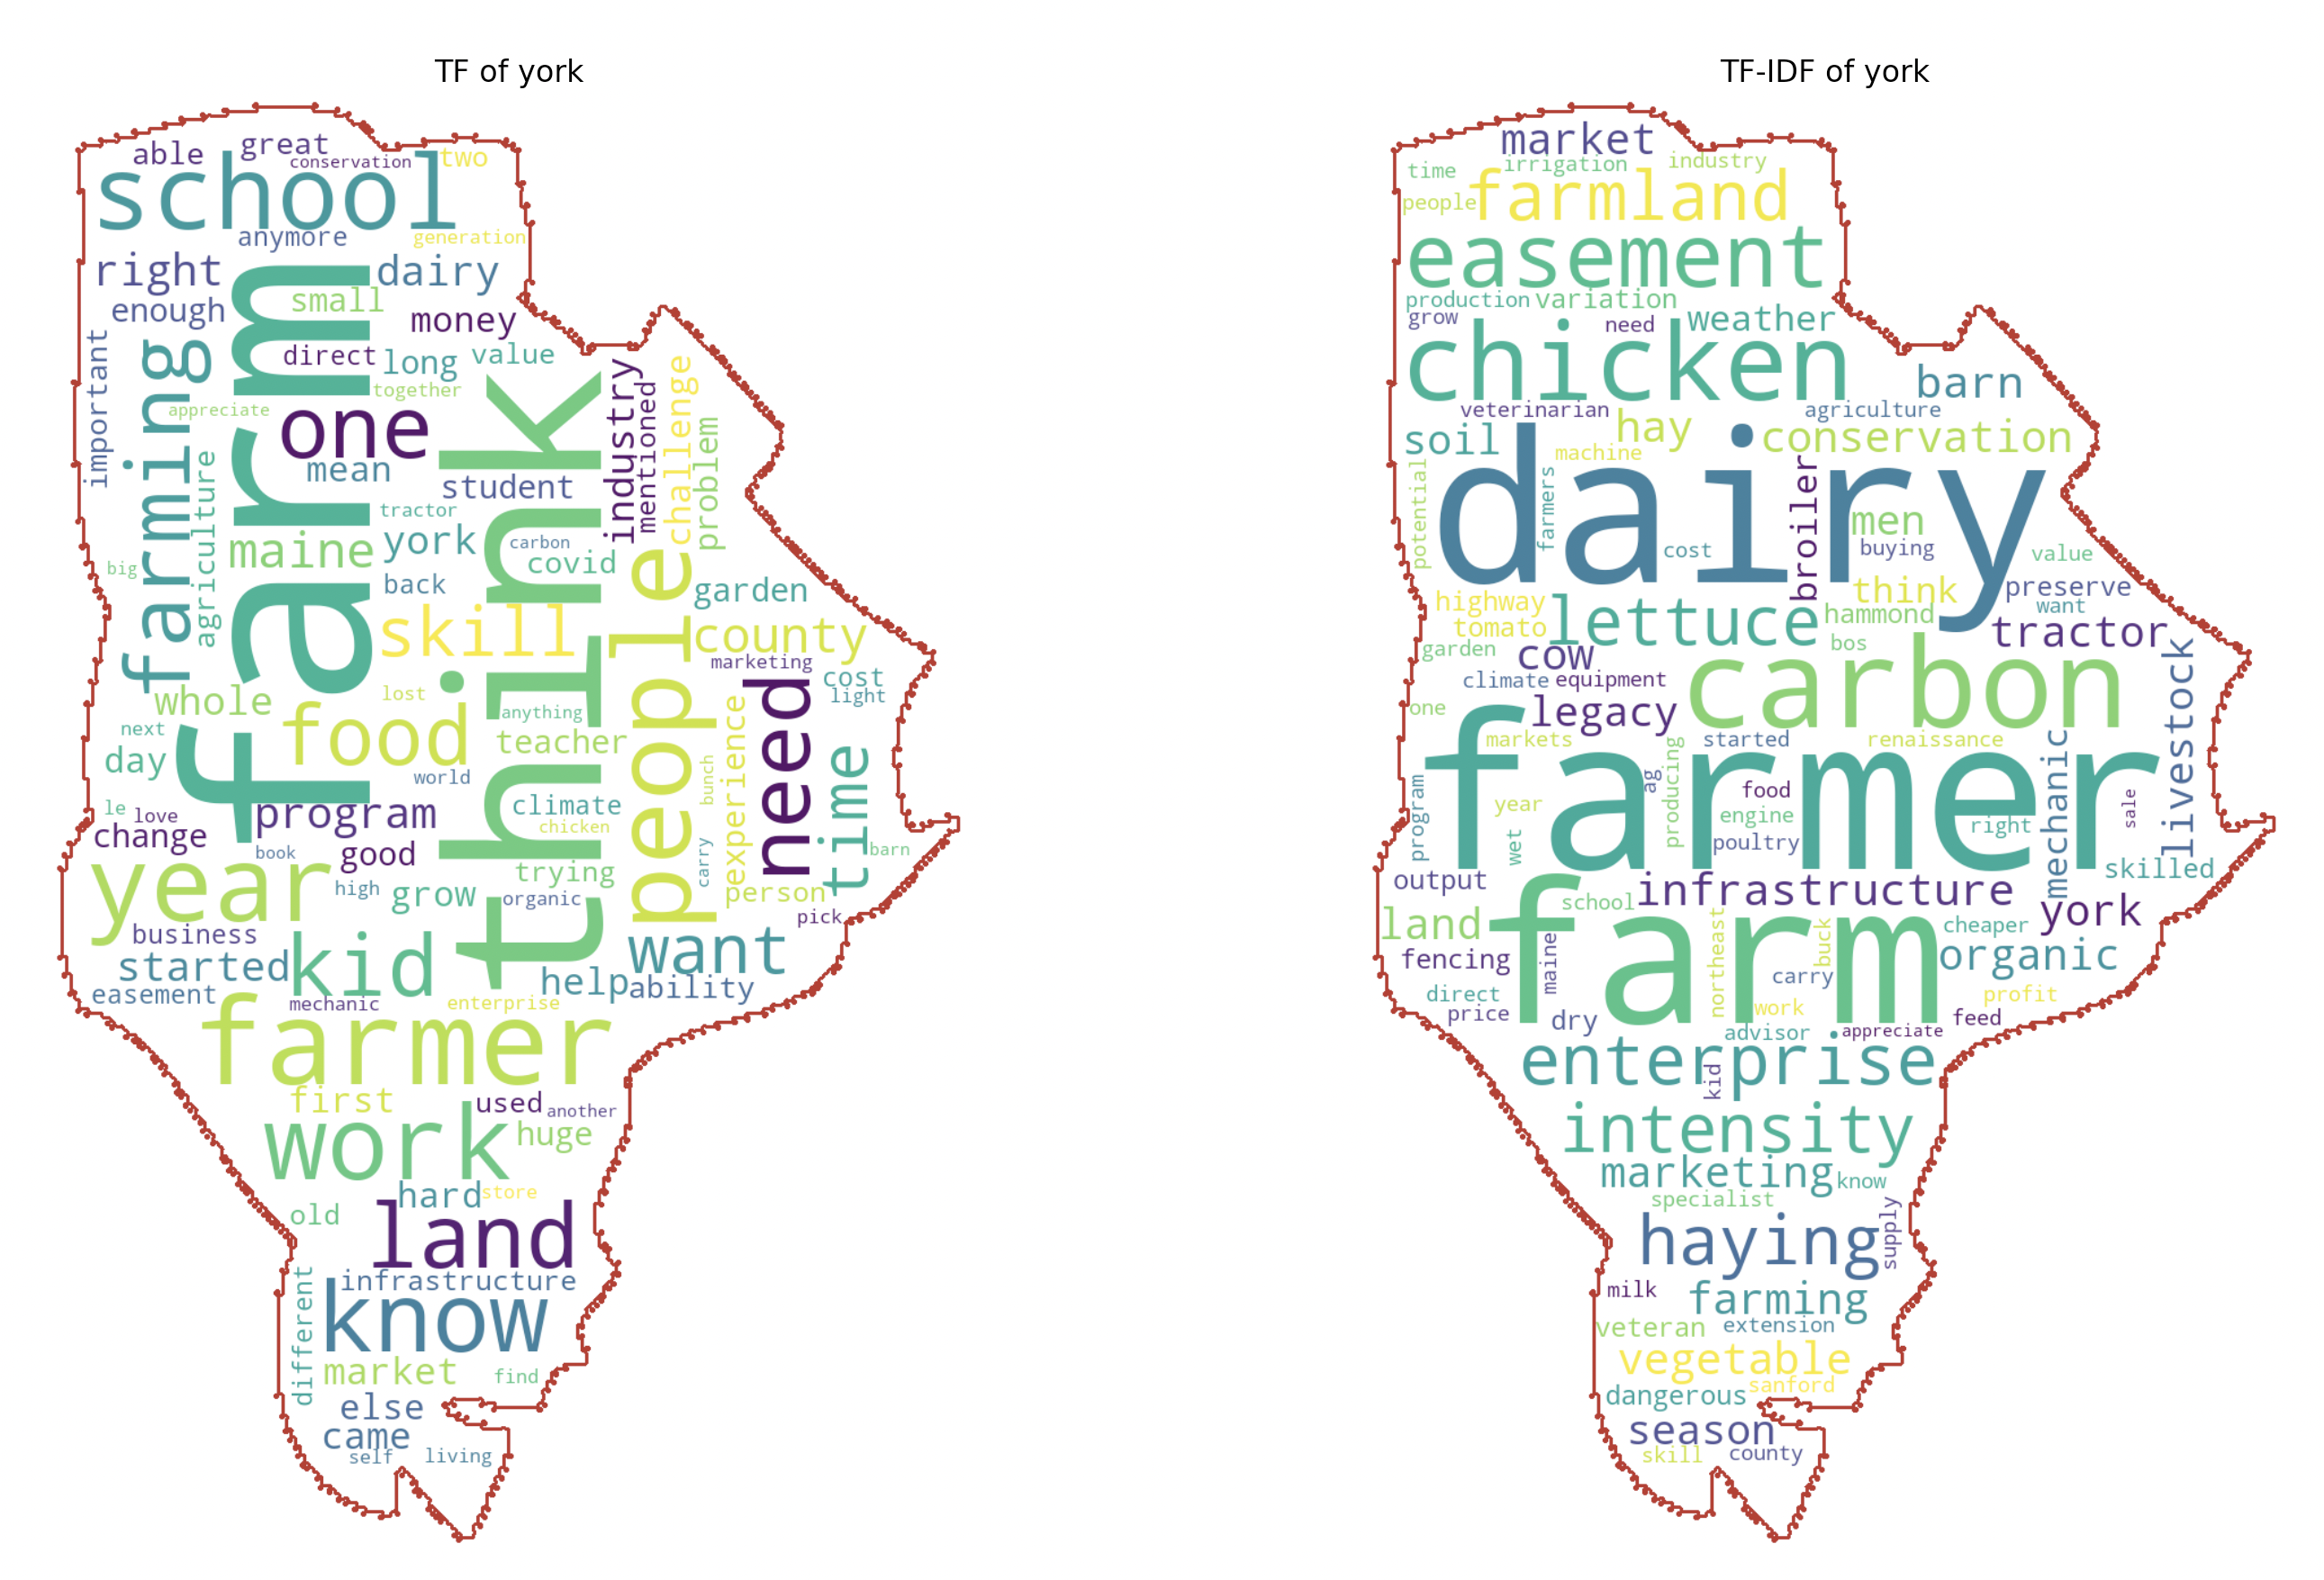 TF of york
able
great
conservation
two
school
anymore
generation
right
dairy
enough
small
money
important
farming
farm
direct
long
value
together
think
industry
mentioned
challenge
problem
appreciate
one
mean
student
agriculture
tractor
maine
york
carbon
covid
big
back
people
garden
skill
county
marketing
cost
light
whole
lost
food
anything
need
next
day
teacher
experience
time
world
bunch
le
love
program
climate
change
chicken
book
good
barn
trying
carry
year
high
grow
organic
person
pick
business
want
started
kid
help
ability
easement
mechanic
enterprise
farmer
first
used
another
work
huge
hard
store
old
land
different
infrastructure
know
market
find
else
came
self
living
TF-IDF of york
market
time
irrigation
industry
people
farmland
easement
production
variation
grow
need
weather
chicken
barn
veterinarian
agriculture
soil
hay
conservation
machine
potential
dairy
farmers
broiler
men
cost
buying
value
highway
think
preserve
tomato
lettuce
hammond
want
tractor
garden
cow
bos
climate
equipment
carbon
livestock
one
legacy
markets
started
renaissance
farmer
producing
ag
mechanic
program
year
food
engine
right
sale
wet
poultry
output
infrastructure
skilled
land
school
farm
york
northeast
buck
cheaper
fencing
maine
carry
organic
direct
work
profit
price
dry
advisor
appreciate
feed
enterprise
kid
intensity
marketing
know
specialist
haying
supply
milk
farming
veteran
extension
vegetable
dangerous
sanford
season
skill
county